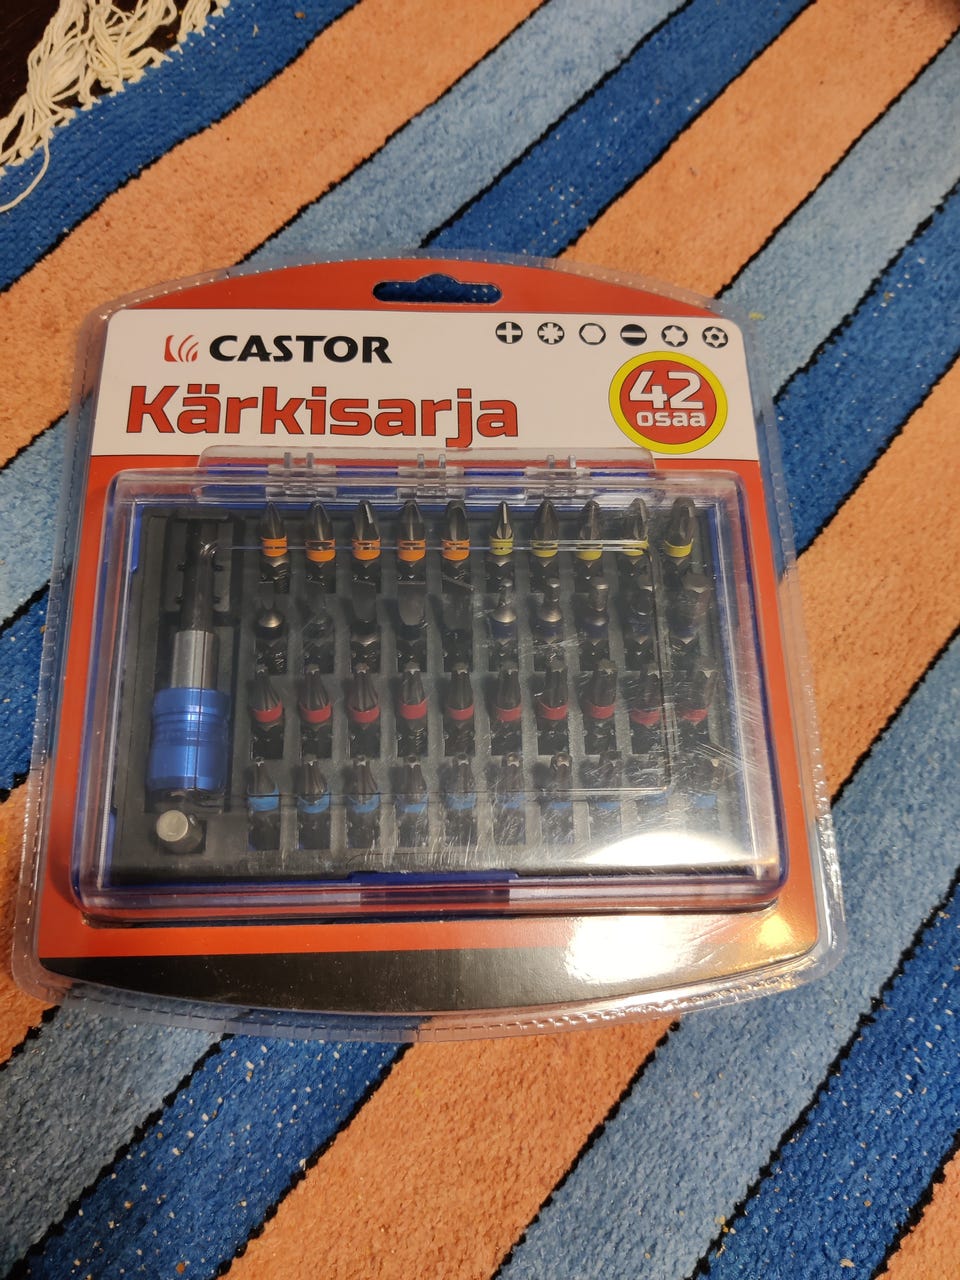 CASTOR
Kärkisarja
42
osaa